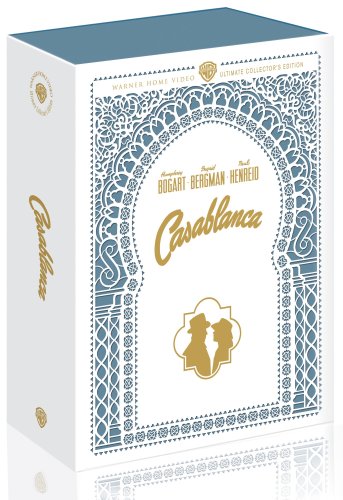 WARNER HOME VIDEO
ULTIMATE COLLECTOR'S EDITION
Humphrey BOGART · Ingrid BERGMAN · Paul HENREID
Casablanca
Casablanca